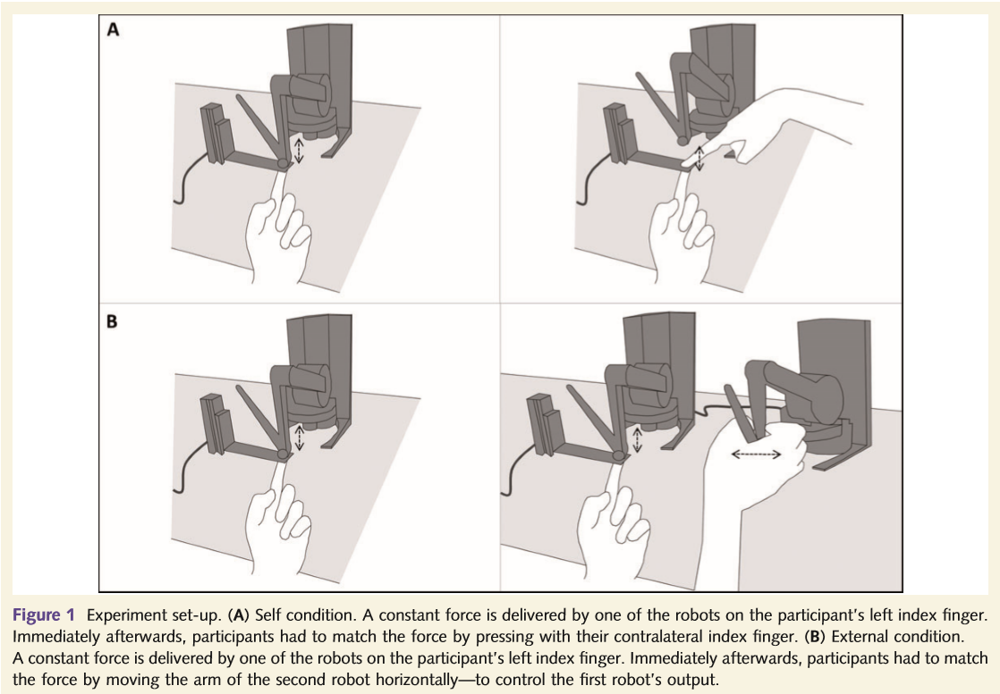 A
B
Figure 1 Experiment set-up. (A) Self condition. A constant force is delivered by one of the robots on the participant's left index finger.
Immediately afterwards, participants had to match the force by pressing with their contralateral index finger. (B) External condition.
A constant force is delivered by one of the robots on the participant's left index finger. Immediately afterwards, participants had to match
the force by moving the arm of the second robot horizontally—to control the first robot's output.